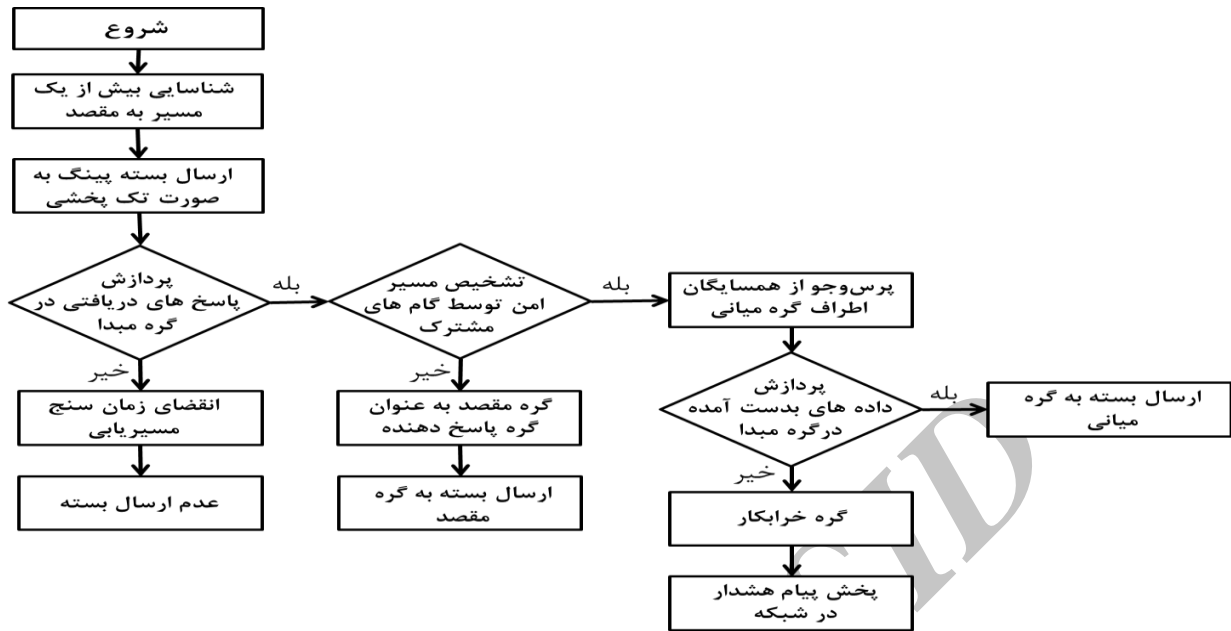 شروع
شناسایی بیش از یک
مسیر به مقصد
ارسال بسته پینگ به
صورت تک پخشی
پردازش
پاسخ های دریافتی در
گره مبدا
بله
خیر
انقضای زمان سنج
مسیریابی
عدم ارسال بسته
تشخیص مسیر
امن توسط گام های
مشترک
بله
خیر
گره مقصد به عنوان
گره پاسخ دهنده
ارسال بسته به گره
مقصد
پرس‌وجو از همسایگان
اطراف گره میانی
پردازش
داده های بدست آمده
درگره مبدا
بله
ارسال بسته به گره
میانی
خیر
گره خرابکار
پخش پیام هشدار
در شبکه
SID